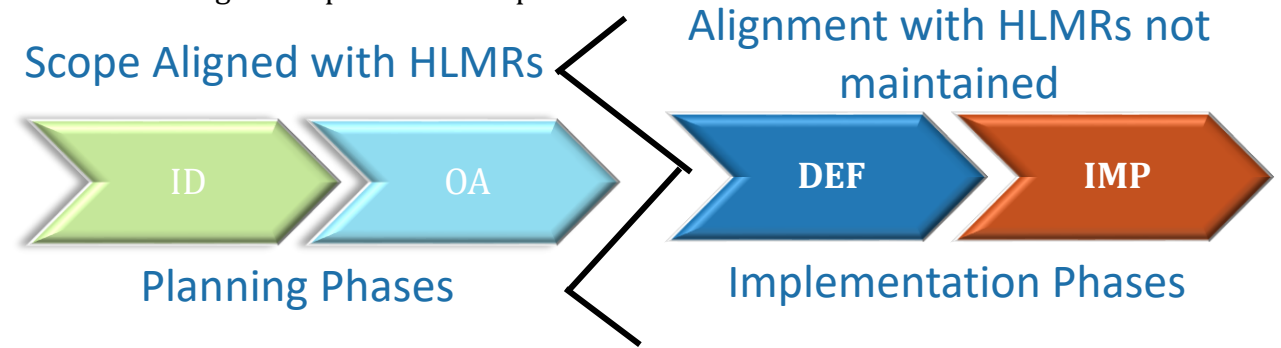 Scope Aligned with HLMRs
Alignment with HLMRs not
maintained
ID
OA
DEF
IMP
Planning Phases
Implementation Phases